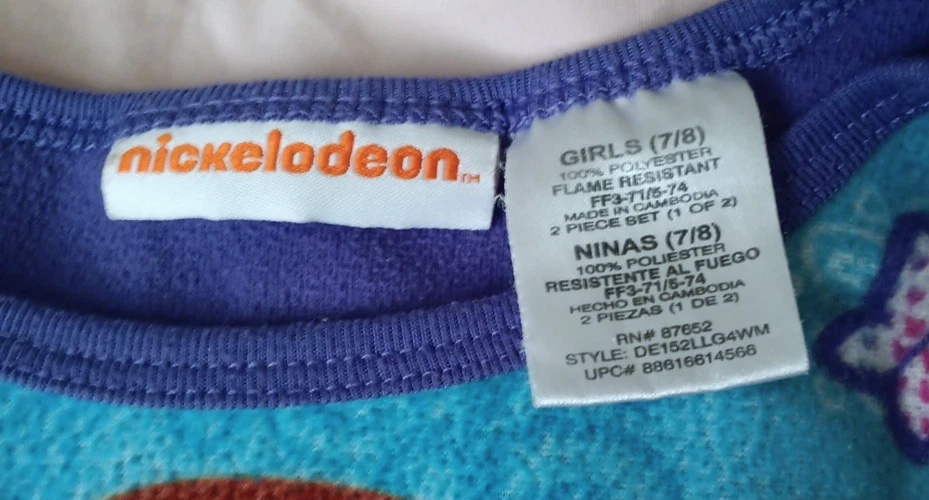 nickelodeon™
GIRLS (7/8)
100% POLYESTER
FLAME RESISTANT
FF3-71/5-74
MADE IN CAMBODIA
2 PIECE SET (1 OF 2)
NINAS (7/8)
100% POLIESTER
RESISTENTE AL FUEGO
FF3-71/5-74
HECHO EN CAMBODIA
2 PIEZAS (1 DE 2)
RN# 87652
STYLE: DE152LLG4WM
UPC# 88616614566